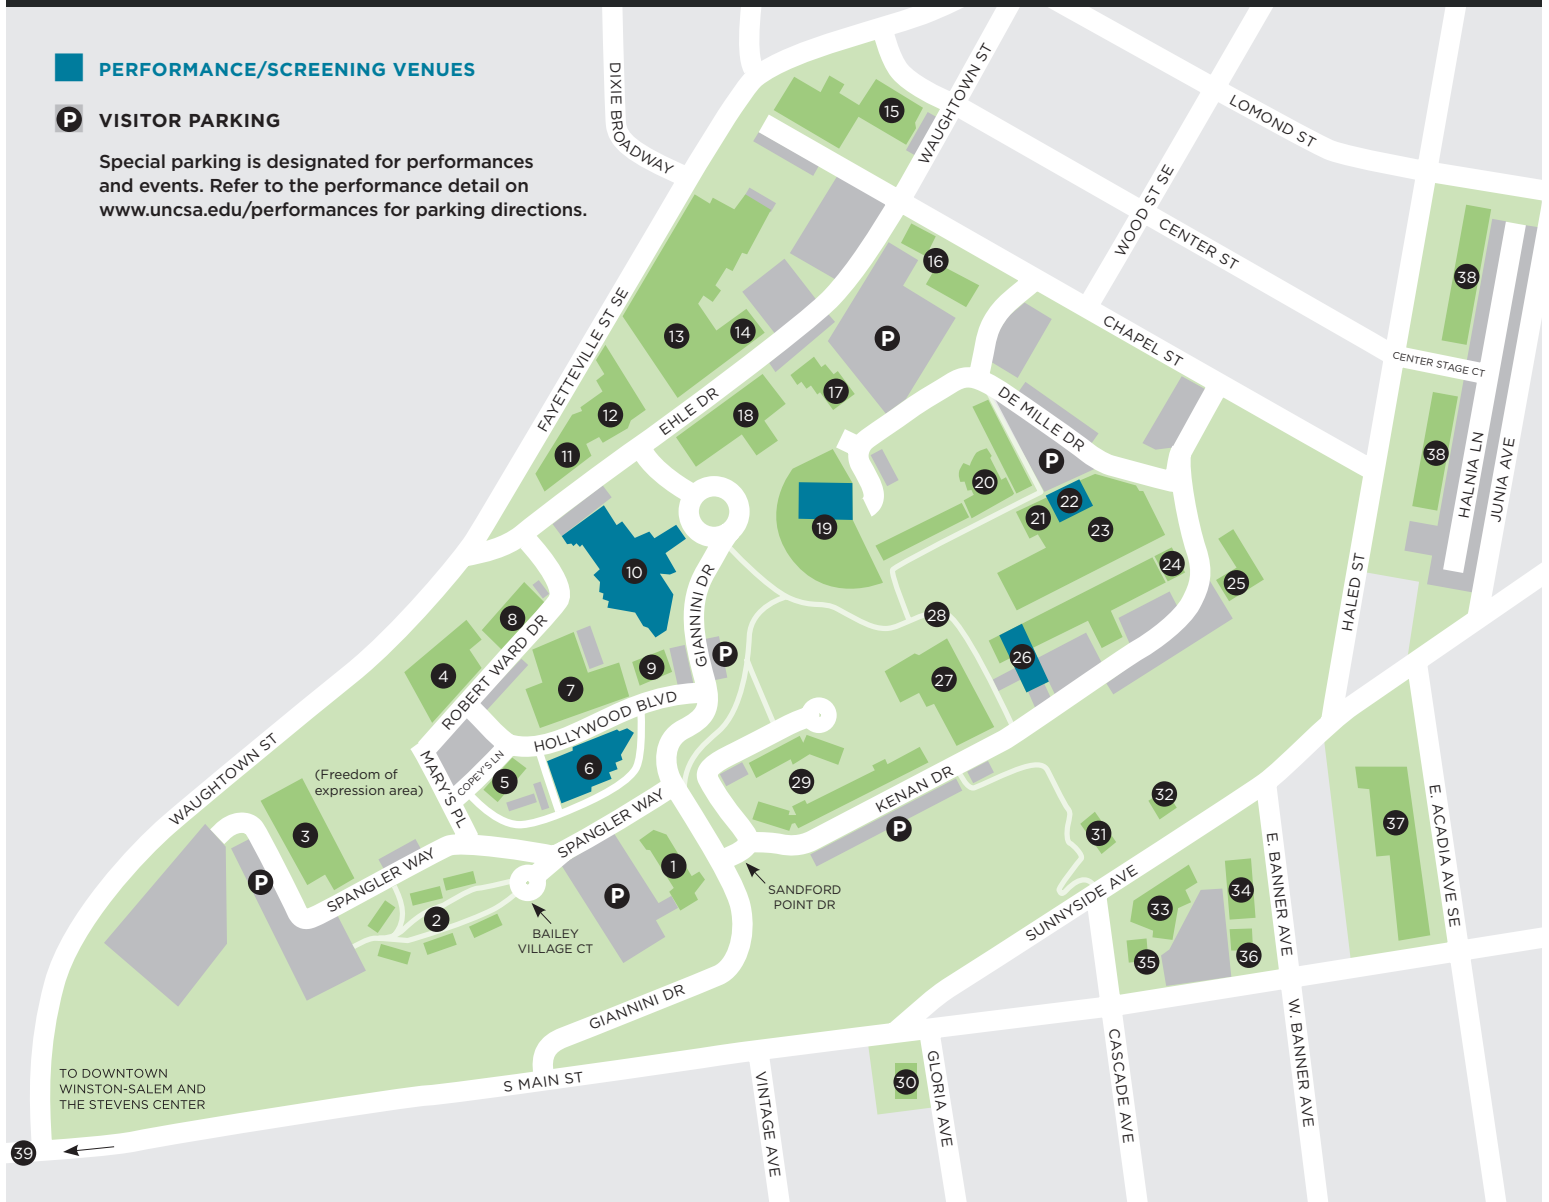 PERFORMANCE/SCREENING VENUES
P VISITOR PARKING
Special parking is designated for performances
and events. Refer to the performance detail on
www.uncsa.edu/performances for parking directions.
DIXIE BROADWAY
WAUGHTOWN ST
LOMOND ST
WOOD ST SE
CENTER ST
15
16
38
CHAPEL ST
CENTER STAGE CT
FAYETTEVILLE ST SE
13
14
P
17
12
18
EHLE DR
11
DE MILLE DR
P
20
22
21
23
19
38
HALNIA LN
JUNIA AVE
10
24
25
HALED ST
GIANNINI DR
28
8
ROBERT WARD DR
4
7
9
P
26
27
HOLLYWOOD BLVD
WAUGHTOWN ST
MARY'S PL
COPEY'S LN
(Freedom of
expression area)
5
6
29
KENAN DR
P
32
31
3
SPANGLER WAY
SPANGLER WAY
1
P
P
2
BAILEY
VILLAGE CT
SANDFORD
POINT DR
SUNNYSIDE AVE
33
34
35
36
37
E. BANNER AVE
E. ACADIA AVE SE
GIANNINI DR
S MAIN ST
30
VINTAGE AVE
GLORIA AVE
CASCADE AVE
W. BANNER AVE
TO DOWNTOWN
WINSTON-SALEM AND
THE STEVENS CENTER
39